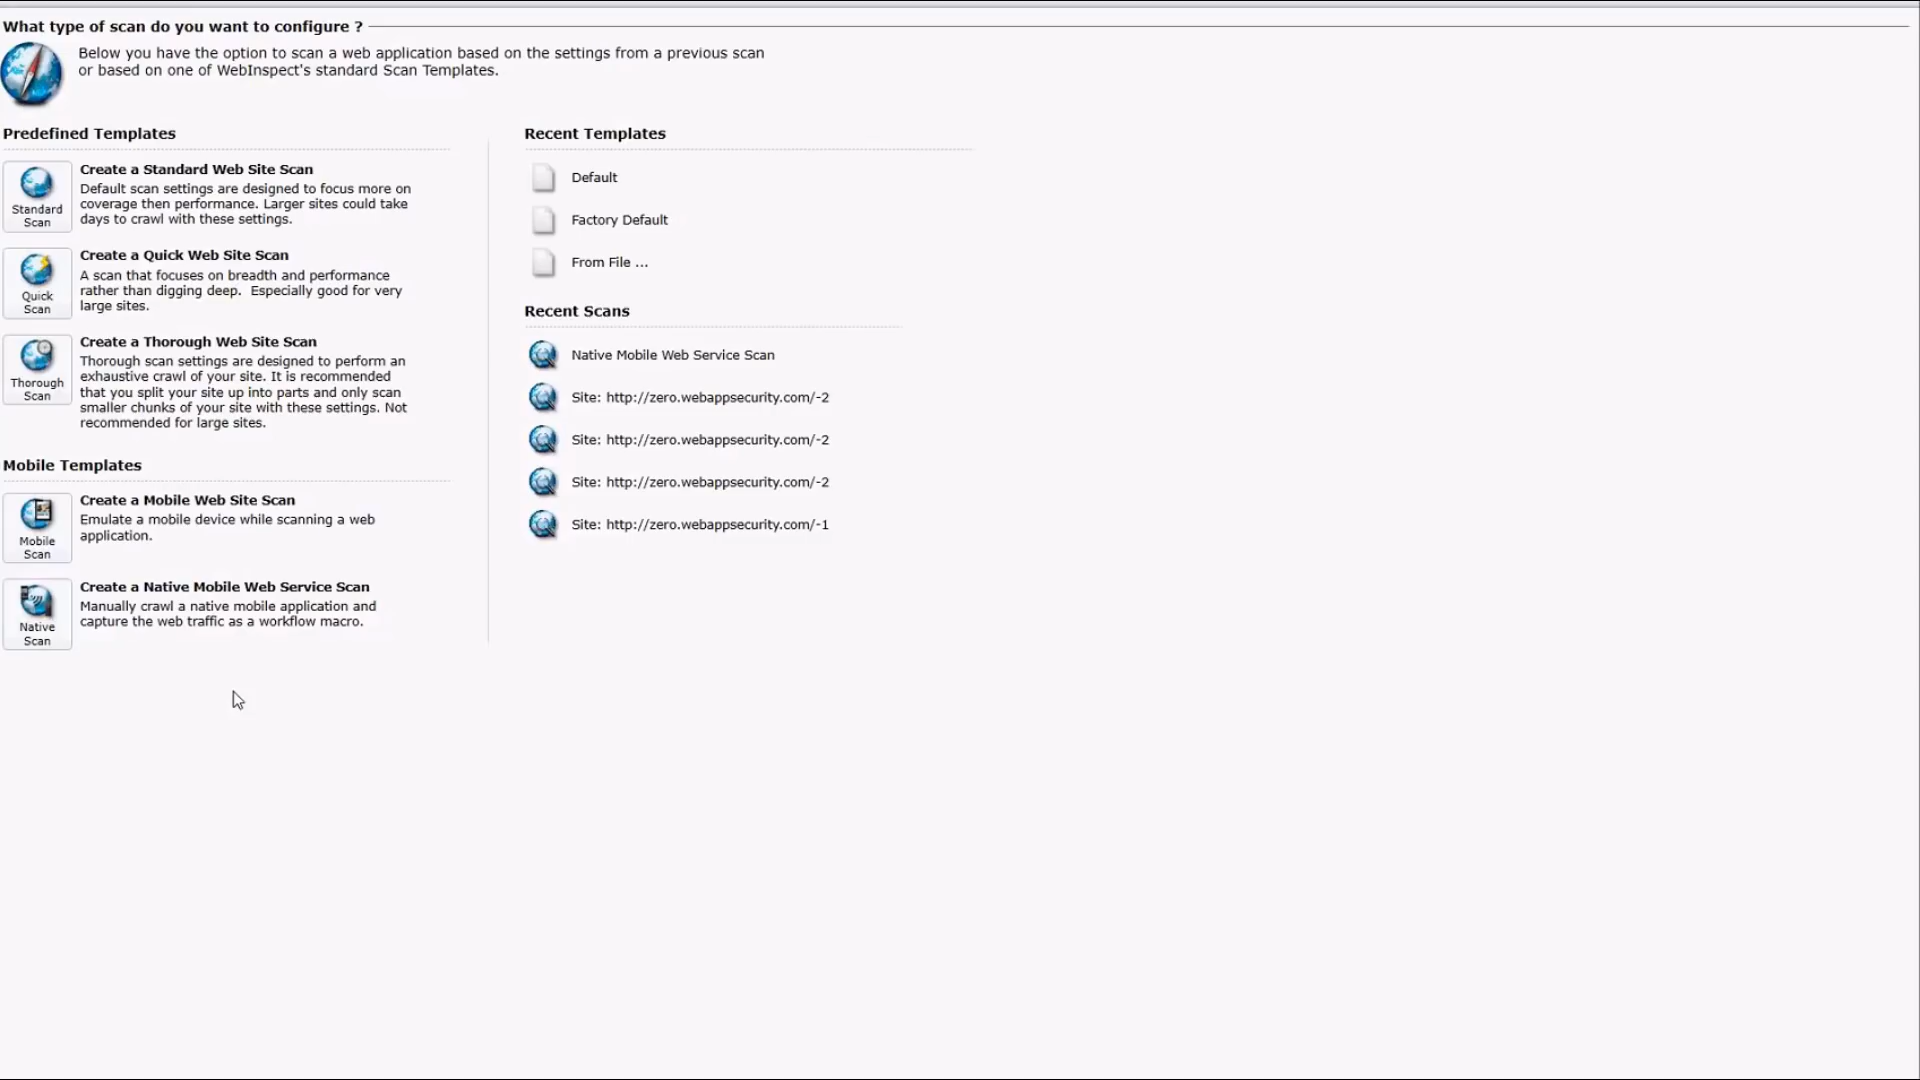 What type of scan do you want to configure ?
Below you have the option to scan a web application based on the settings from a previous scan
or based on one of WebInspect's standard Scan Templates.
Predefined Templates
Standard
Scan
Create a Standard Web Site Scan
Default scan settings are designed to focus more on
coverage then performance. Larger sites could take
days to crawl with these settings.
Quick
Scan
Create a Quick Web Site Scan
A scan that focuses on breadth and performance
rather than digging deep.  Especially good for very
large sites.
Thorough
Scan
Create a Thorough Web Site Scan
Thorough scan settings are designed to perform an
exhaustive crawl of your site. It is recommended
that you split your site up into parts and only scan
smaller chunks of your site with these settings. Not
recommended for large sites.
Mobile Templates
Mobile
Scan
Create a Mobile Web Site Scan
Emulate a mobile device while scanning a web
application.
Native
Scan
Create a Native Mobile Web Service Scan
Manually crawl a native mobile application and
capture the web traffic as a workflow macro.
Recent Templates
Default
Factory Default
From File ...
Recent Scans
Native Mobile Web Service Scan
Site: http://zero.webappsecurity.com/-2
Site: http://zero.webappsecurity.com/-2
Site: http://zero.webappsecurity.com/-2
Site: http://zero.webappsecurity.com/-1